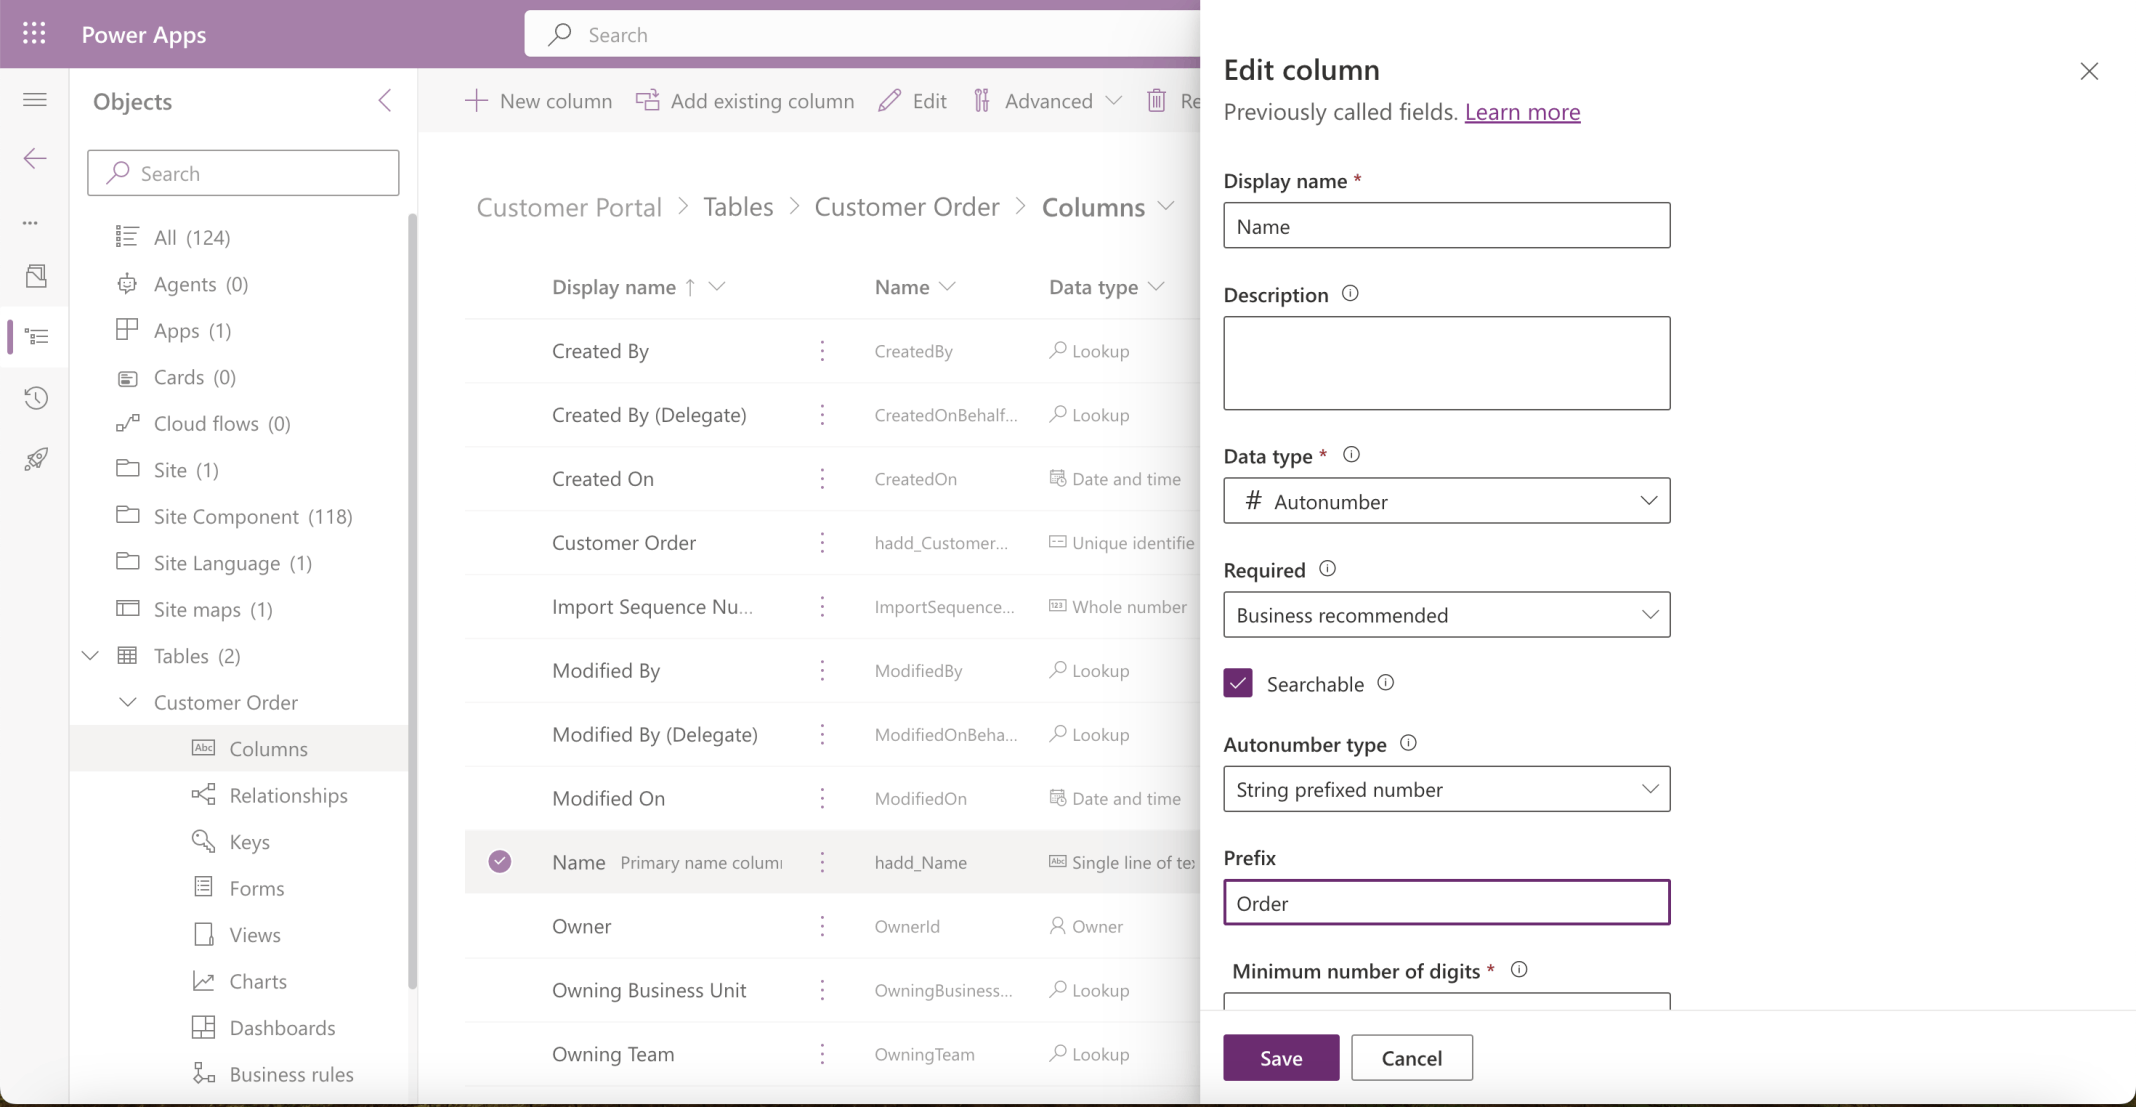 Power Apps
Search
Objects
Search
All (124)
Agents (0)
Apps (1)
Cards (0)
Cloud flows (0)
Site (1)
Site Component (118)
Site Language (1)
Site maps (1)
Tables (2)
Customer Order
Abc Columns
Relationships
Keys
Forms
Views
Charts
Dashboards
Business rules
New column Add existing column Edit Advanced Re
Customer Portal > Tables > Customer Order > Columns
Display name ↑ Name Data type
Created By CreatedBy Lookup
Created By (Delegate) CreatedOnBehalf... Lookup
Created On CreatedOn Date and time
Customer Order hadd_Customer... Unique identifie
Import Sequence Nu... ImportSequence... 123 Whole number
Modified By ModifiedBy Lookup
Modified By (Delegate) ModifiedOnBeha... Lookup
Modified On ModifiedOn Date and time
Name Primary name colum hadd_Name Abc Single line of te
Owner OwnerId Owner
Owning Business Unit OwningBusiness... Lookup
Owning Team OwningTeam Lookup
Edit column
Previously called fields. Learn more
Display name *
Name
Description
Data type *
# Autonumber
Required
Business recommended
Searchable
Autonumber type
String prefixed number
Prefix
Order
Minimum number of digits *
Save Cancel